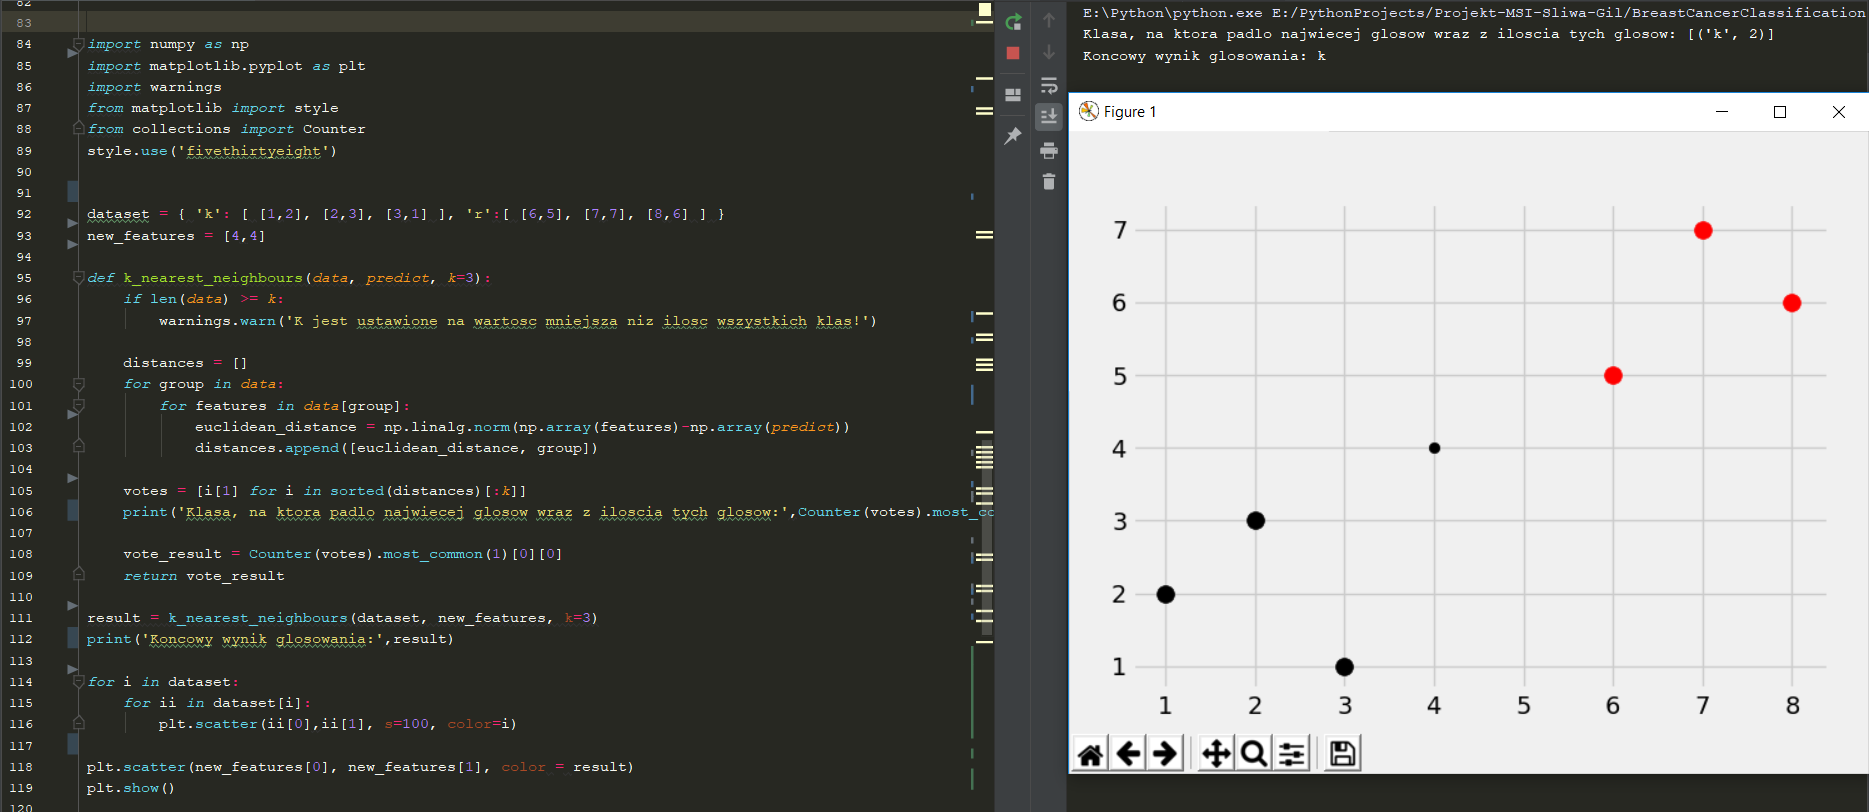 82
83
84 import numpy as np
85 import matplotlib.pyplot as plt
86 import warnings
87 from matplotlib import style
88 from collections import Counter
89 style.use('fivethirtyeight')
90
91
92 dataset = { 'k': [ [1,2], [2,3], [3,1] ], 'r':[ [6,5], [7,7], [8,6] ] }
93 new_features = [4,4]
94
95 def k_nearest_neighbours(data, predict, k=3):
96 if len(data) >= k:
97 warnings.warn('K jest ustawione na wartosc mniejsza niz ilosc wszystkich klas!')
98
99 distances = []
100 for group in data:
101 for features in data[group]:
102 euclidean_distance = np.linalg.norm(np.array(features)-np.array(predict))
103 distances.append([euclidean_distance, group])
104
105 votes = [i[1] for i in sorted(distances)[:k]]
106 print('Klasa, na ktora padlo najwiecej glosow wraz z iloscia tych glosow:',Counter(votes).most_co
107
108 vote_result = Counter(votes).most_common(1)[0][0]
109 return vote_result
110
111 result = k_nearest_neighbours(dataset, new_features, k=3)
112 print('Koncowy wynik glosowania:',result)
113
114 for i in dataset:
115 for ii in dataset[i]:
116 plt.scatter(ii[0],ii[1], s=100, color=i)
117
118 plt.scatter(new_features[0], new_features[1], color = result)
119 plt.show()
120
E:\Python\python.exe E:/PythonProjects/Projekt-MSI-Sliwa-Gil/BreastCancerClassification
Klasa, na ktora padlo najwiecej glosow wraz z iloscia tych glosow: [('k', 2)]
Koncowy wynik glosowania: k
Figure 1
7
6
5
4
3
2
1
1 2 3 4 5 6 7 8